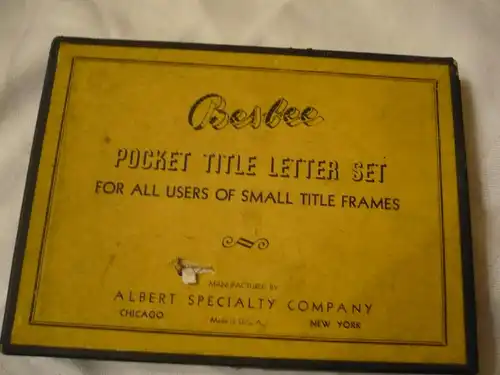 Besbee
POCKET TITLE LETTER SET
FOR ALL USERS OF SMALL TITLE FRAMES
MANUFACTURED BY
ALBERT SPECIALTY COMPANY
CHICAGO Made in U.S.A. NEW YORK